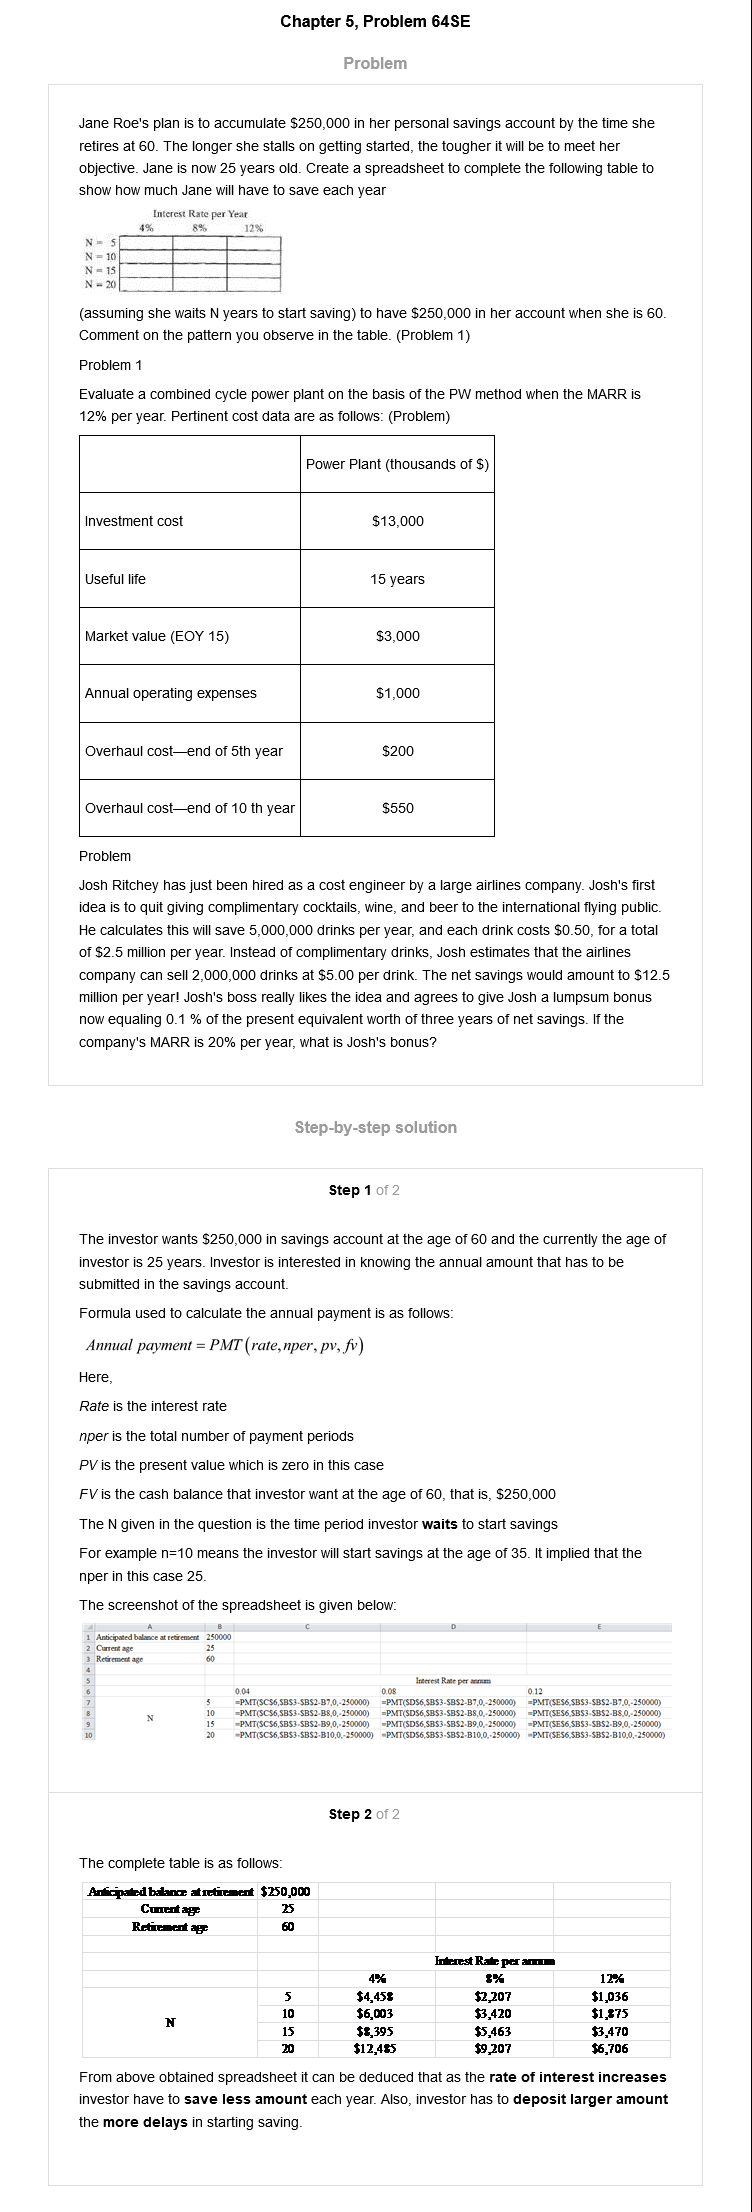 Chapter 5, Problem 64SE
Problem
Jane Roe's plan is to accumulate $250,000 in her personal savings account by the time she
retires at 60. The longer she stalls on getting started, the tougher it will be to meet her
objective. Jane is now 25 years old. Create a spreadsheet to complete the following table to
show how much Jane will have to save each year
Interest Rate per Year
4% 8% 12%
N = 5
N = 10
N = 15
N = 20
(assuming she waits N years to start saving) to have $250,000 in her account when she is 60.
Comment on the pattern you observe in the table. (Problem 1)
Problem 1
Evaluate a combined cycle power plant on the basis of the PW method when the MARR is
12% per year. Pertinent cost data are as follows: (Problem)
Power Plant (thousands of $)
Investment cost $13,000
Useful life 15 years
Market value (EOY 15) $3,000
Annual operating expenses $1,000
Overhaul cost—end of 5th year $200
Overhaul cost—end of 10 th year $550
Problem
Josh Ritchey has just been hired as a cost engineer by a large airlines company. Josh's first
idea is to quit giving complimentary cocktails, wine, and beer to the international flying public.
He calculates this will save 5,000,000 drinks per year, and each drink costs $0.50, for a total
of $2.5 million per year. Instead of complimentary drinks, Josh estimates that the airlines
company can sell 2,000,000 drinks at $5.00 per drink. The net savings would amount to $12.5
million per year! Josh's boss really likes the idea and agrees to give Josh a lumpsum bonus
now equaling 0.1 % of the present equivalent worth of three years of net savings. If the
company's MARR is 20% per year, what is Josh's bonus?
Step-by-step solution
Step 1 of 2
The investor wants $250,000 in savings account at the age of 60 and the currently the age of
investor is 25 years. Investor is interested in knowing the annual amount that has to be
submitted in the savings account.
Formula used to calculate the annual payment is as follows:
Annual payment = PMT (rate, nper, pv, fv)
Here,
Rate is the interest rate
nper is the total number of payment periods
PV is the present value which is zero in this case
FV is the cash balance that investor want at the age of 60, that is, $250,000
The N given in the question is the time period investor waits to start savings
For example n=10 means the investor will start savings at the age of 35. It implied that the
nper in this case 25.
The screenshot of the spreadsheet is given below:
A B C D E
1 Anticipated balance at retirement 250000
2 Current age 25
3 Retirement age 60
4
5 Interest Rate per annum
6 0.04 0.08 0.12
7 5 =PMT($C$6,$B$3-$B$2-B7,0,-250000) =PMT($D$6,$B$3-$B$2-B7,0,-250000) =PMT($E$6,$B$3-$B$2-B7,0,-250000)
8 N 10 =PMT($C$6,$B$3-$B$2-B8,0,-250000) =PMT($D$6,$B$3-$B$2-B8,0,-250000) =PMT($E$6,$B$3-$B$2-B8,0,-250000)
9 15 =PMT($C$6,$B$3-$B$2-B9,0,-250000) =PMT($D$6,$B$3-$B$2-B9,0,-250000) =PMT($E$6,$B$3-$B$2-B9,0,-250000)
10 20 =PMT($C$6,$B$3-$B$2-B10,0,-250000) =PMT($D$6,$B$3-$B$2-B10,0,-250000) =PMT($E$6,$B$3-$B$2-B10,0,-250000)
Step 2 of 2
The complete table is as follows:
Anticipated balance at retirement $250,000
Current age 25
Retirement age 60
Interest Rate per annum
4% 8% 12%
5 $4,458 $2,207 $1,036
10 $6,003 $3,420 $1,875
N
15 $8,395 $5,463 $3,470
20 $12,485 $9,207 $6,706
From above obtained spreadsheet it can be deduced that as the rate of interest increases
investor have to save less amount each year. Also, investor has to deposit larger amount
the more delays in starting saving.